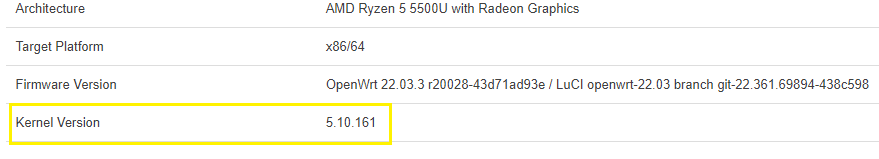 Architecture AMD Ryzen 5 5500U with Radeon Graphics
Target Platform x86/64
Firmware Version OpenWrt 22.03.3 r20028-43d71ad93e / LuCI openwrt-22.03 branch git-22.361.69894-438c598
Kernel Version 5.10.161